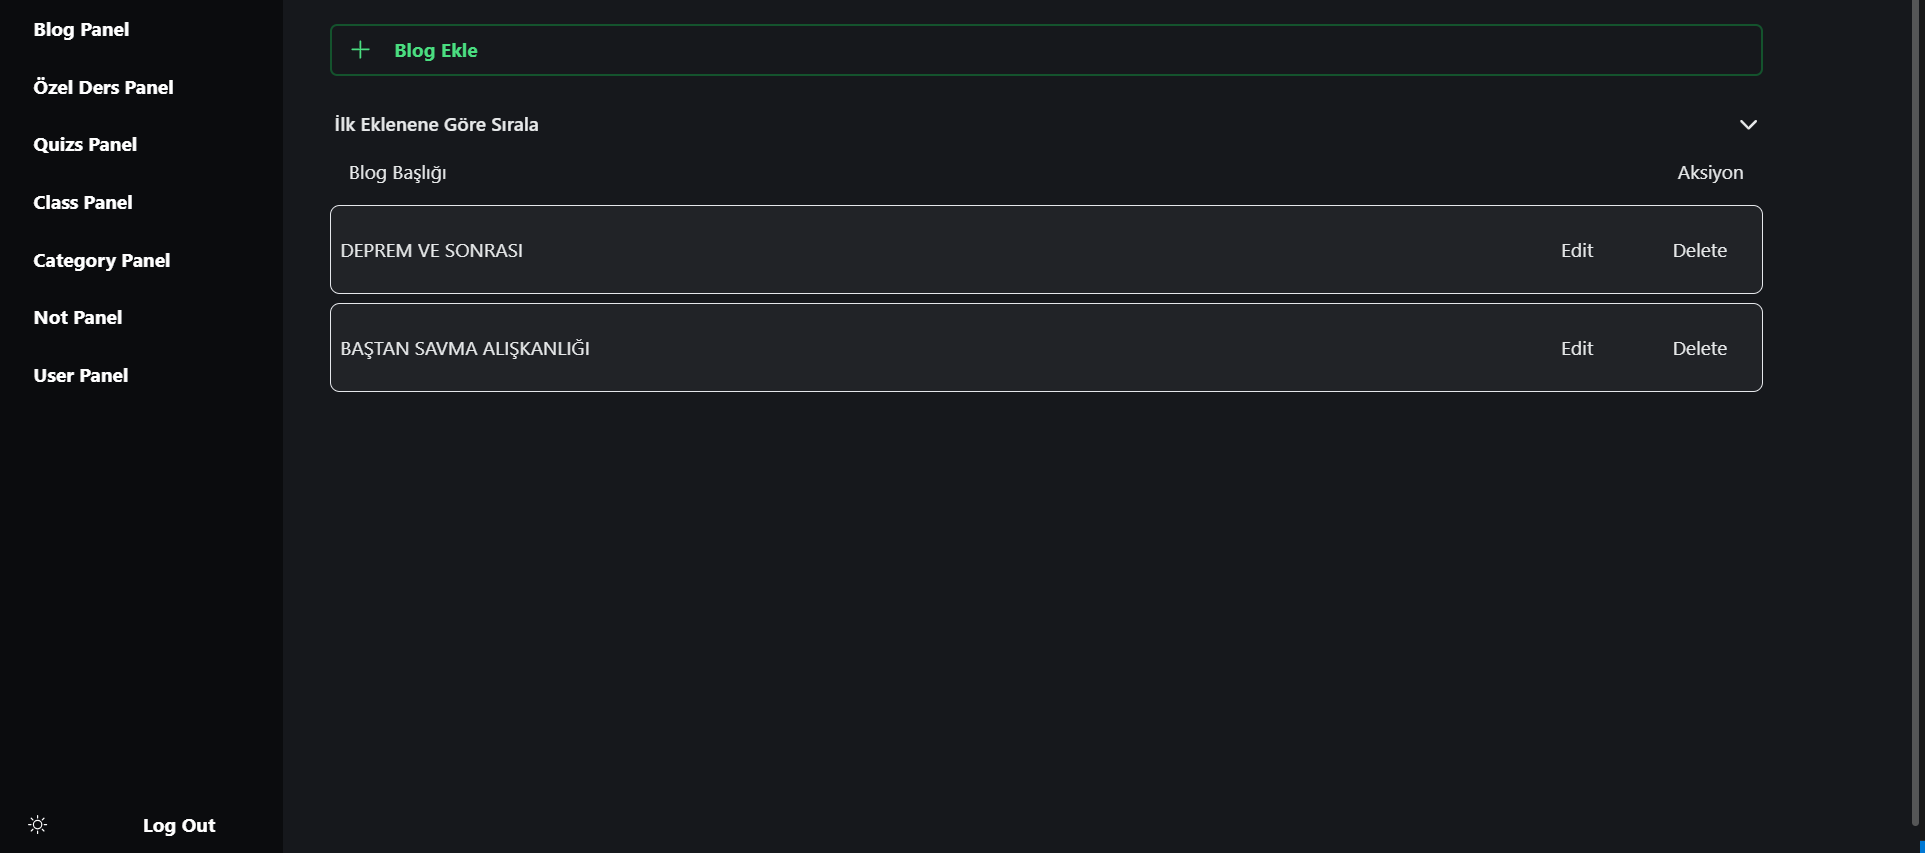 Blog Panel
Özel Ders Panel
Quizs Panel
Class Panel
Category Panel
Not Panel
User Panel
Log Out
Blog Ekle
İlk Eklenene Göre Sırala
Blog Başlığı Aksiyon
DEPREM VE SONRASI Edit Delete
BAŞTAN SAVMA ALIŞKANLIĞI Edit Delete